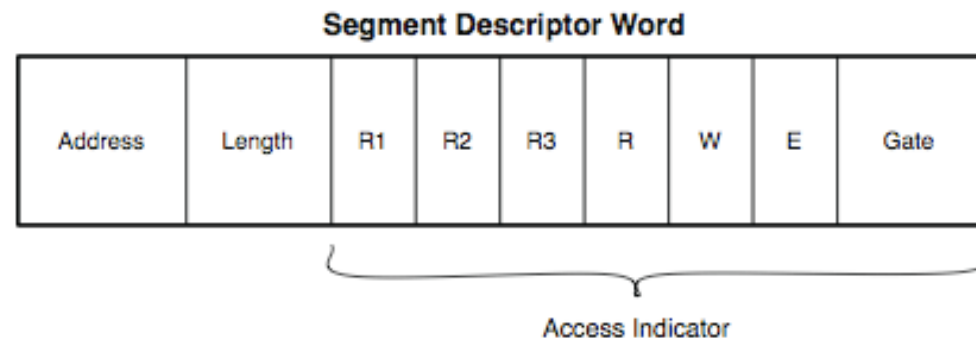 Segment Descriptor Word
Address Length R1 R2 R3 R W E Gate
Access Indicator